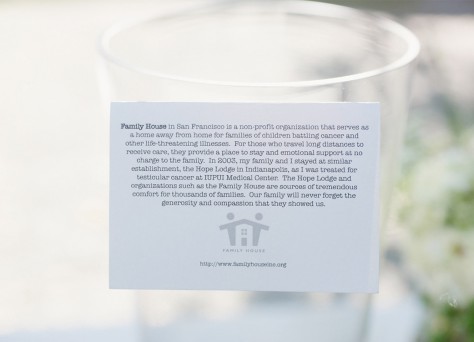 Family House in San Francisco is a non-profit organization that serves as
a home away from home for families of children battling cancer and
other life-threatening illnesses.  For those who travel long distances to
receive care, they provide a place to stay and emotional support at no
charge to the family.  In 2003, my family and I stayed at similar
establishment, the Hope Lodge in Indianapolis, as I was treated for
testicular cancer at IUPUI Medical Center.  The Hope Lodge and
organizations such as the Family House are sources of tremendous
comfort for thousands of families.  Our family will never forget the
generosity and compassion that they showed us.
FAMILY HOUSE
http://www.familyhouseinc.org